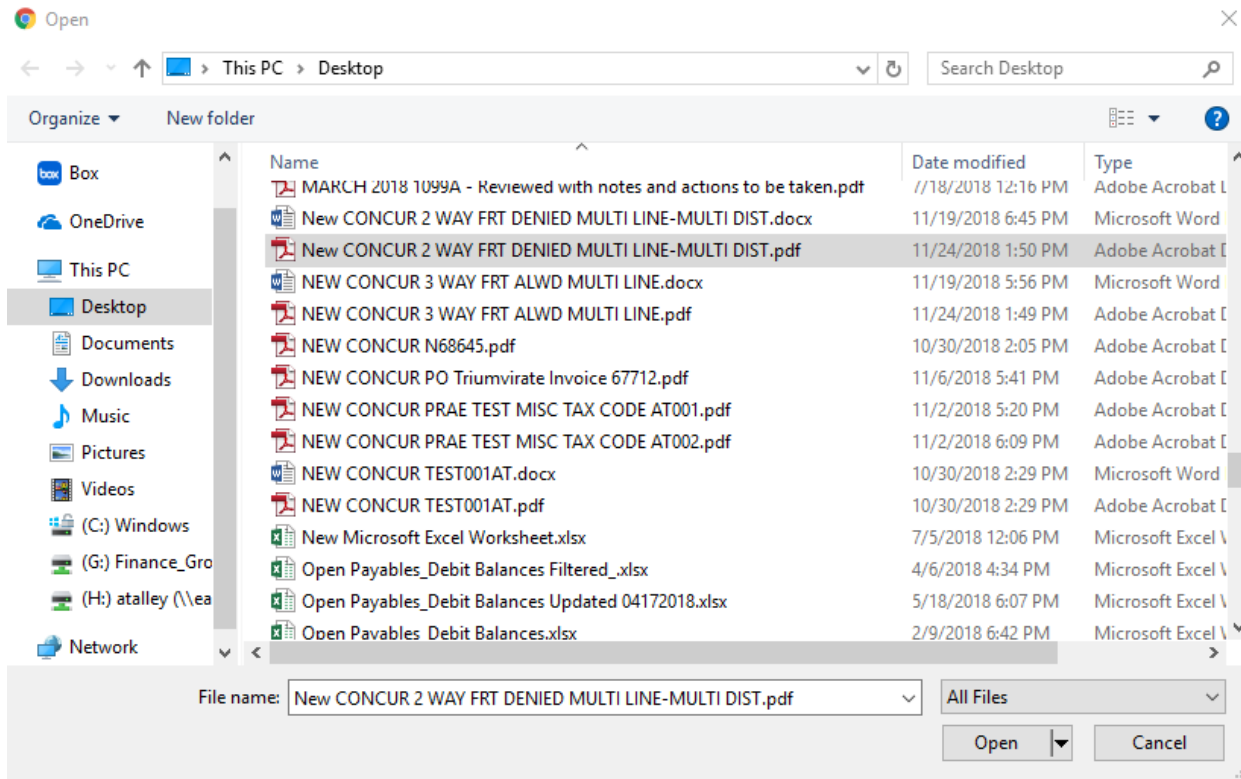 Open
This PC > Desktop
Search Desktop
Organize
New folder
?
Name
Date modified
Type
box Box
OneDrive
This PC
Desktop
Documents
Downloads
Music
Pictures
Videos
(C:) Windows
(G:) Finance_Gro
(H:) atalley (\\ea
Network
MARCH 2018 1099A - Reviewed with notes and actions to be taken.pdf 7/18/2018 12:16 PM Adobe Acrobat
New CONCUR 2 WAY FRT DENIED MULTI LINE-MULTI DIST.docx 11/19/2018 6:45 PM Microsoft Word
New CONCUR 2 WAY FRT DENIED MULTI LINE-MULTI DIST.pdf 11/24/2018 1:50 PM Adobe Acrobat
NEW CONCUR 3 WAY FRT ALWD MULTI LINE.docx 11/19/2018 5:56 PM Microsoft Word
NEW CONCUR 3 WAY FRT ALWD MULTI LINE.pdf 11/24/2018 1:49 PM Adobe Acrobat
NEW CONCUR N68645.pdf 10/30/2018 2:05 PM Adobe Acrobat
NEW CONCUR PO Triumvirate Invoice 67712.pdf 11/6/2018 5:41 PM Adobe Acrobat
NEW CONCUR PRAE TEST MISC TAX CODE AT001.pdf 11/2/2018 5:20 PM Adobe Acrobat
NEW CONCUR PRAE TEST MISC TAX CODE AT002.pdf 11/2/2018 6:09 PM Adobe Acrobat
NEW CONCUR TEST001AT.docx 10/30/2018 2:29 PM Microsoft Word
NEW CONCUR TEST001AT.pdf 10/30/2018 2:29 PM Adobe Acrobat
New Microsoft Excel Worksheet.xlsx 7/5/2018 12:06 PM Microsoft Excel
Open Payables_Debit Balances Filtered_.xlsx 4/6/2018 4:34 PM Microsoft Excel
Open Payables_Debit Balances Updated 04172018.xlsx 5/18/2018 6:07 PM Microsoft Excel
Open Payables_Debit Balances.xlsx 2/9/2018 6:42 PM Microsoft Excel
File name: New CONCUR 2 WAY FRT DENIED MULTI LINE-MULTI DIST.pdf
All Files
Open
Cancel